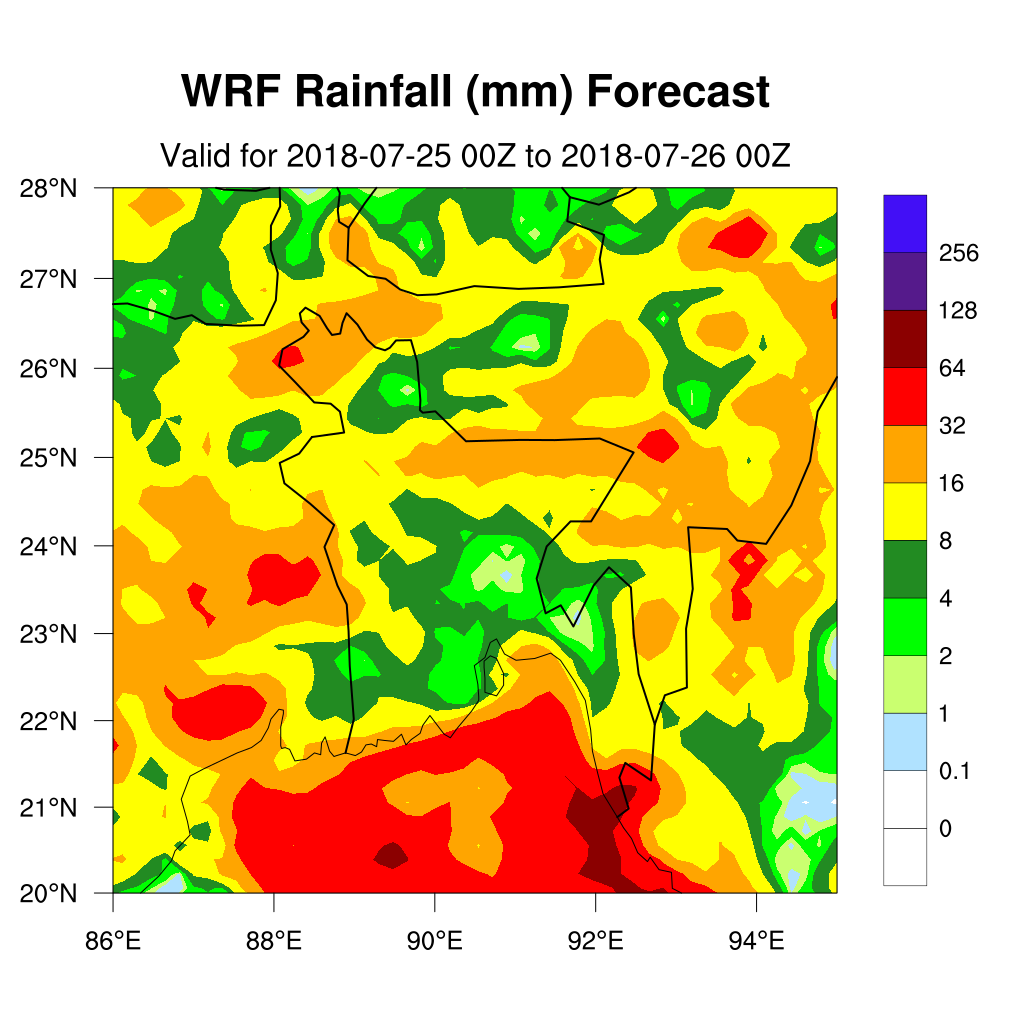 WRF Rainfall (mm) Forecast
Valid for 2018-07-25 00Z to 2018-07-26 00Z
28°N
27°N
26°N
25°N
24°N
23°N
22°N
21°N
20°N
86°E 88°E 90°E 92°E 94°E
256
128
64
32
16
8
4
2
1
0.1
0